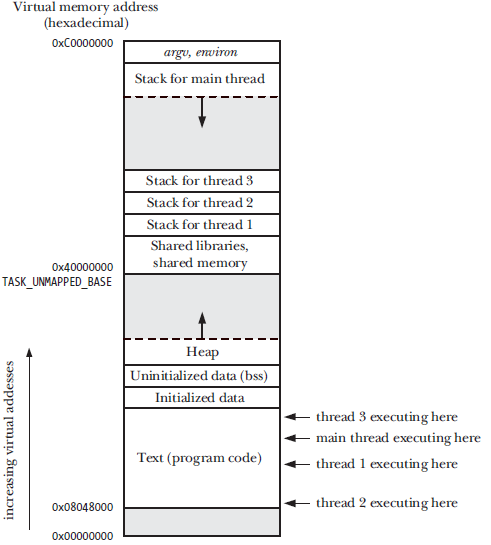 Virtual memory address
(hexadecimal)
0xC0000000
argv, environ
Stack for main thread
Stack for thread 3
Stack for thread 2
Stack for thread 1
Shared libraries,
shared memory
0x40000000
TASK_UNMAPPED_BASE
Heap
Uninitialized data (bss)
Initialized data
thread 3 executing here
main thread executing here
Text (program code)
thread 1 executing here
thread 2 executing here
0x08048000
0x00000000
increasing virtual addesses